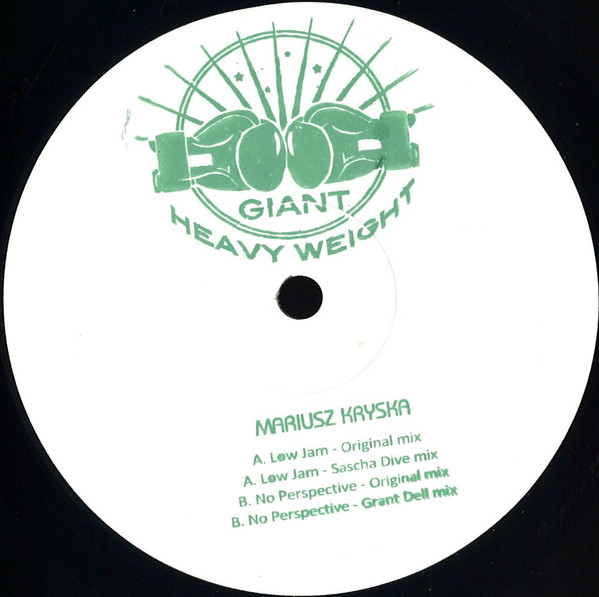 GIANT
HEAVY WEIGHT
MARIUSZ KRYSKA
A. Low Jam - Original mix
A. Low Jam - Sascha Dive mix
B. No Perspective - Original mix
B. No Perspective - Grant Dell mix